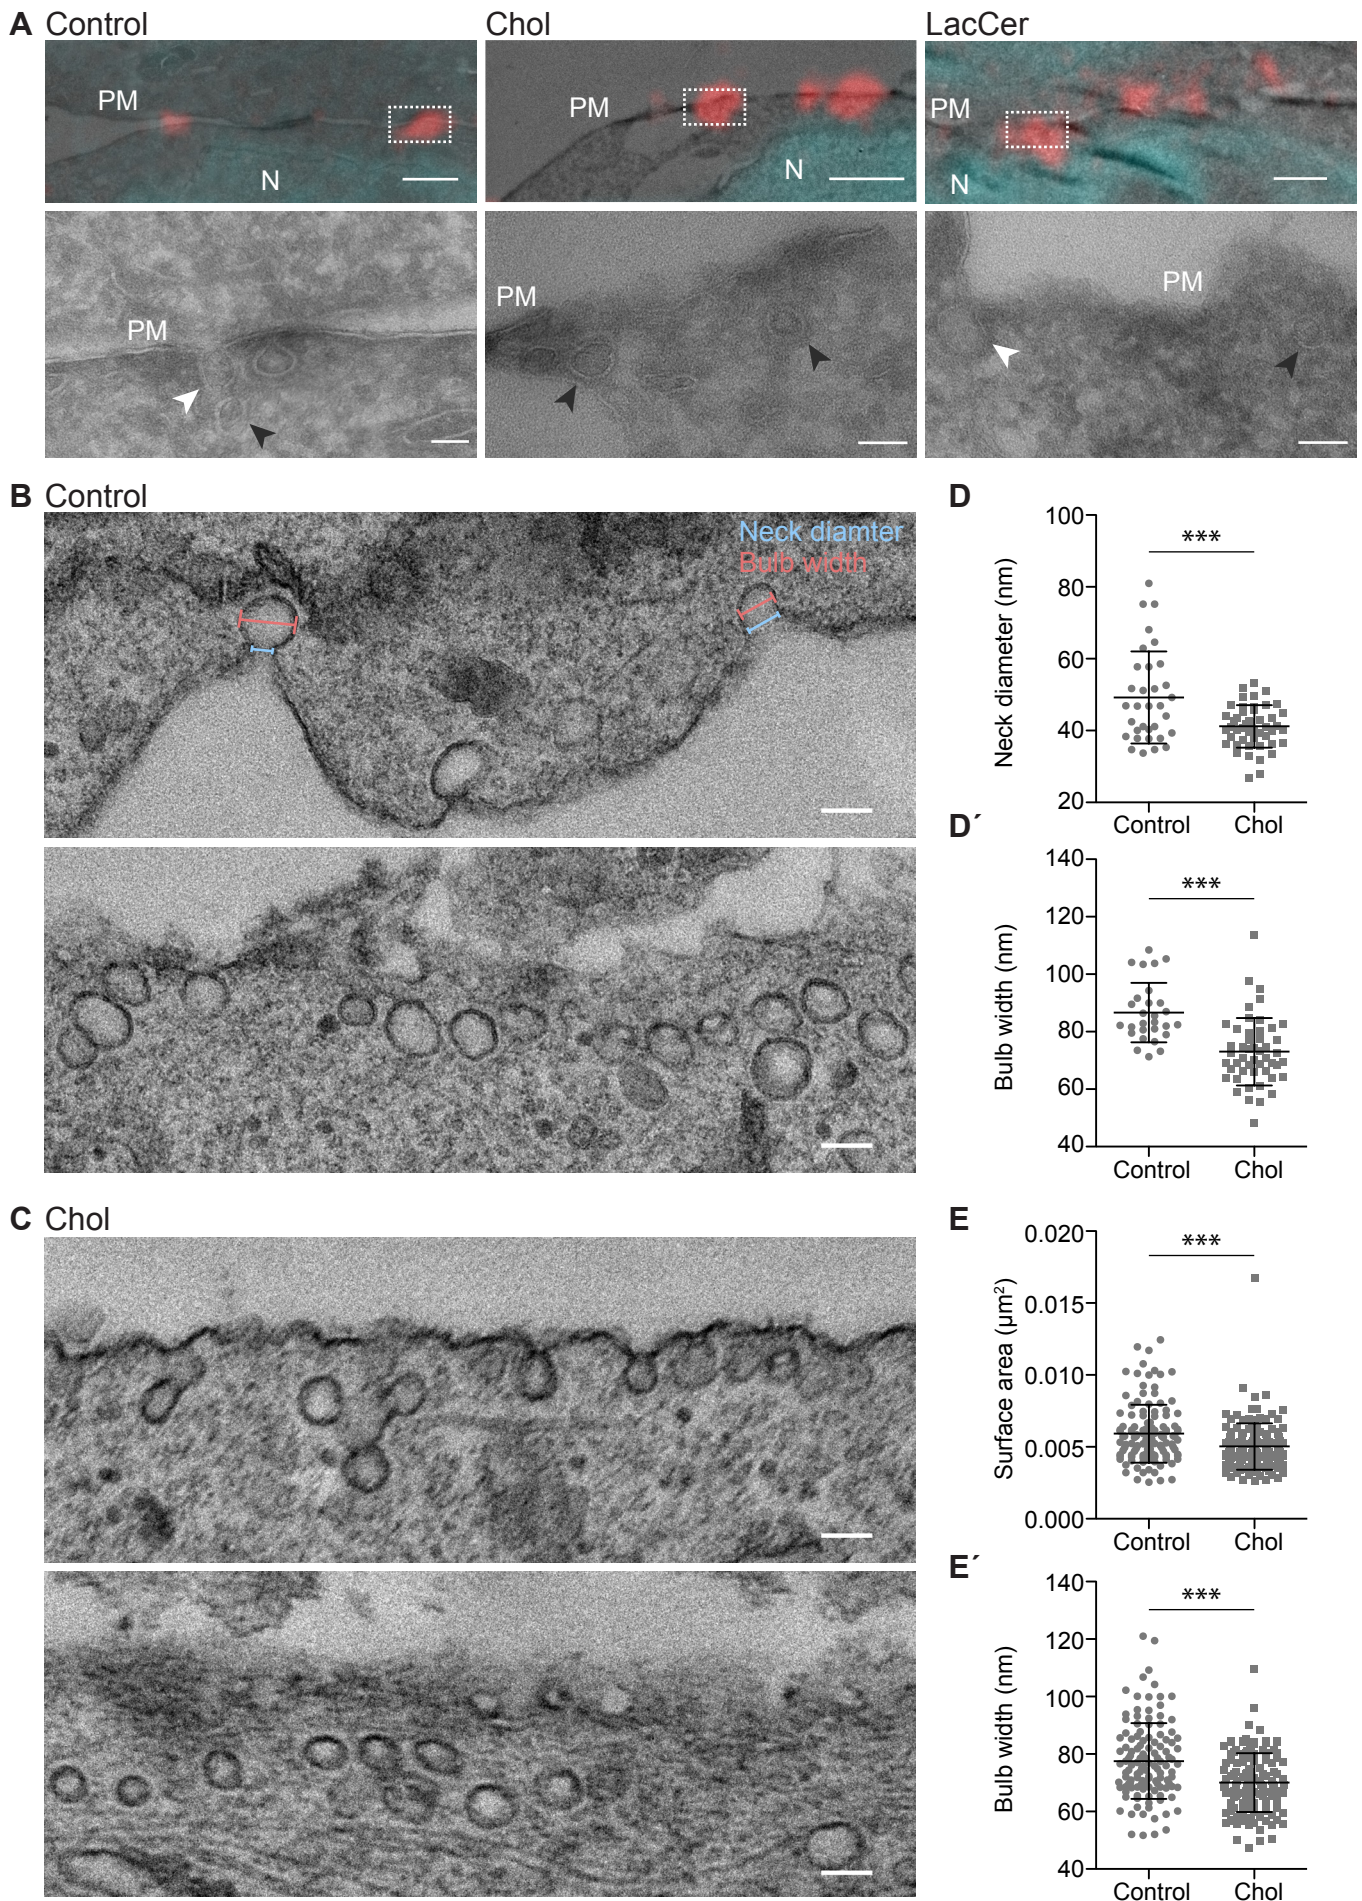 A Control
Chol
LacCer
PM
N
PM
N
PM
N
PM
PM
PM
B Control
Neck diamter
Bulb width
C Chol
D
Neck diameter (nm)
100
80
60
40
20
***
Control Chol
D´
Bulb width (nm)
140
120
100
80
60
40
***
Control Chol
E
Surface area (µm²)
0.020
0.015
0.010
0.005
0.000
***
Control Chol
E´
Bulb width (nm)
140
120
100
80
60
40
***
Control Chol